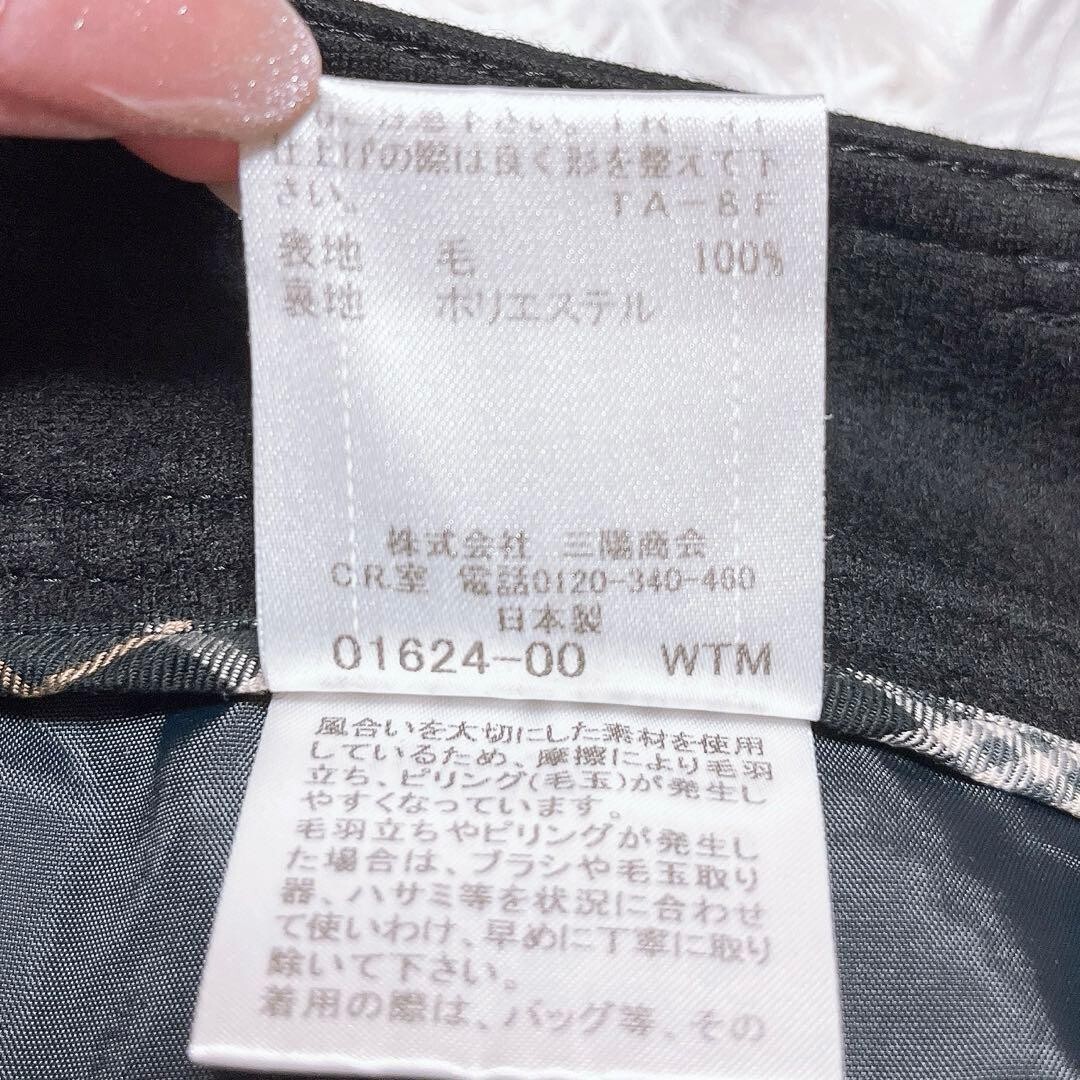 仕上げの際は良く形を整えて下
さい。 TA-8F
表地 毛 100%
裏地 ポリエステル
株式会社 三陽商会
C.R.室 電話0120-340-460
日本製
01624-00 WTM
風合いを大切にした素材を使用
しているため、摩擦により毛羽
立ち、ピリング(毛玉)が発生し
やすくなっています。
毛羽立ちやピリングが発生し
た場合は、ブラシや毛玉取り
器、ハサミ等を状況に合わせ
て使いわけ、早めに丁寧に取り
除いて下さい。
着用の際は、バッグ等、その